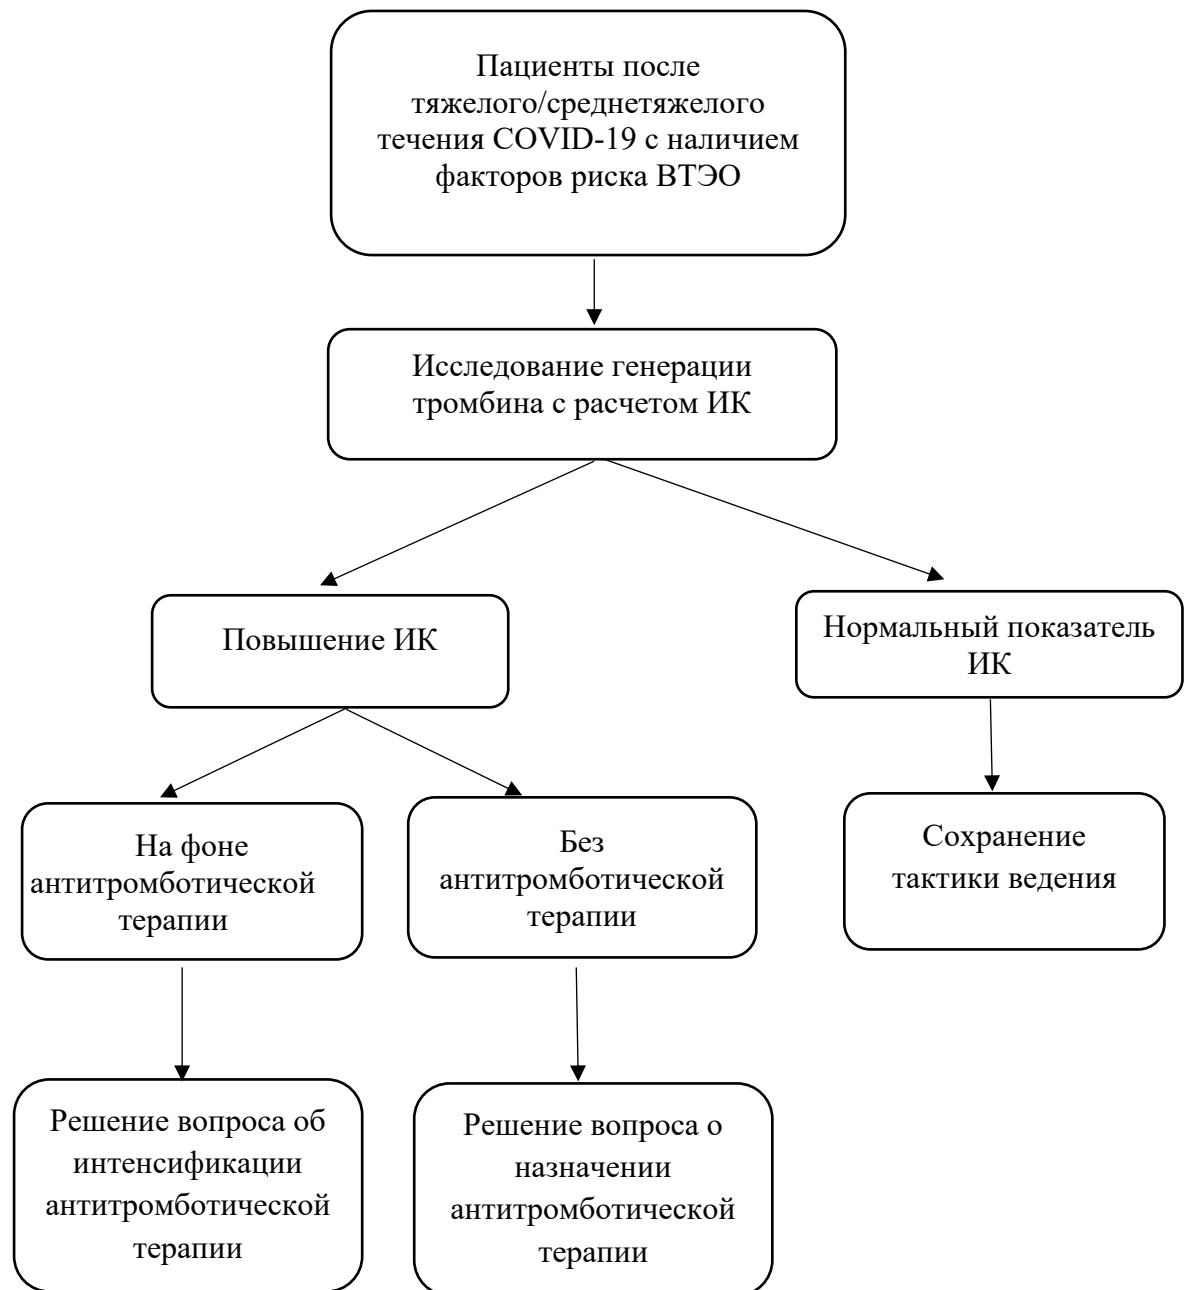 Пациенты после
тяжелого/среднетяжелого
течения COVID-19 с наличием
факторов риска ВТЭО
Исследование генерации
тромбина с расчетом ИК
Повышение ИК
Нормальный показатель
ИК
На фоне
антитромботической
терапии
Без
антитромботической
терапии
Сохранение
тактики ведения
Решение вопроса об
интенсификации
антитромботической
терапии
Решение вопроса о
назначении
антитромботической
терапии